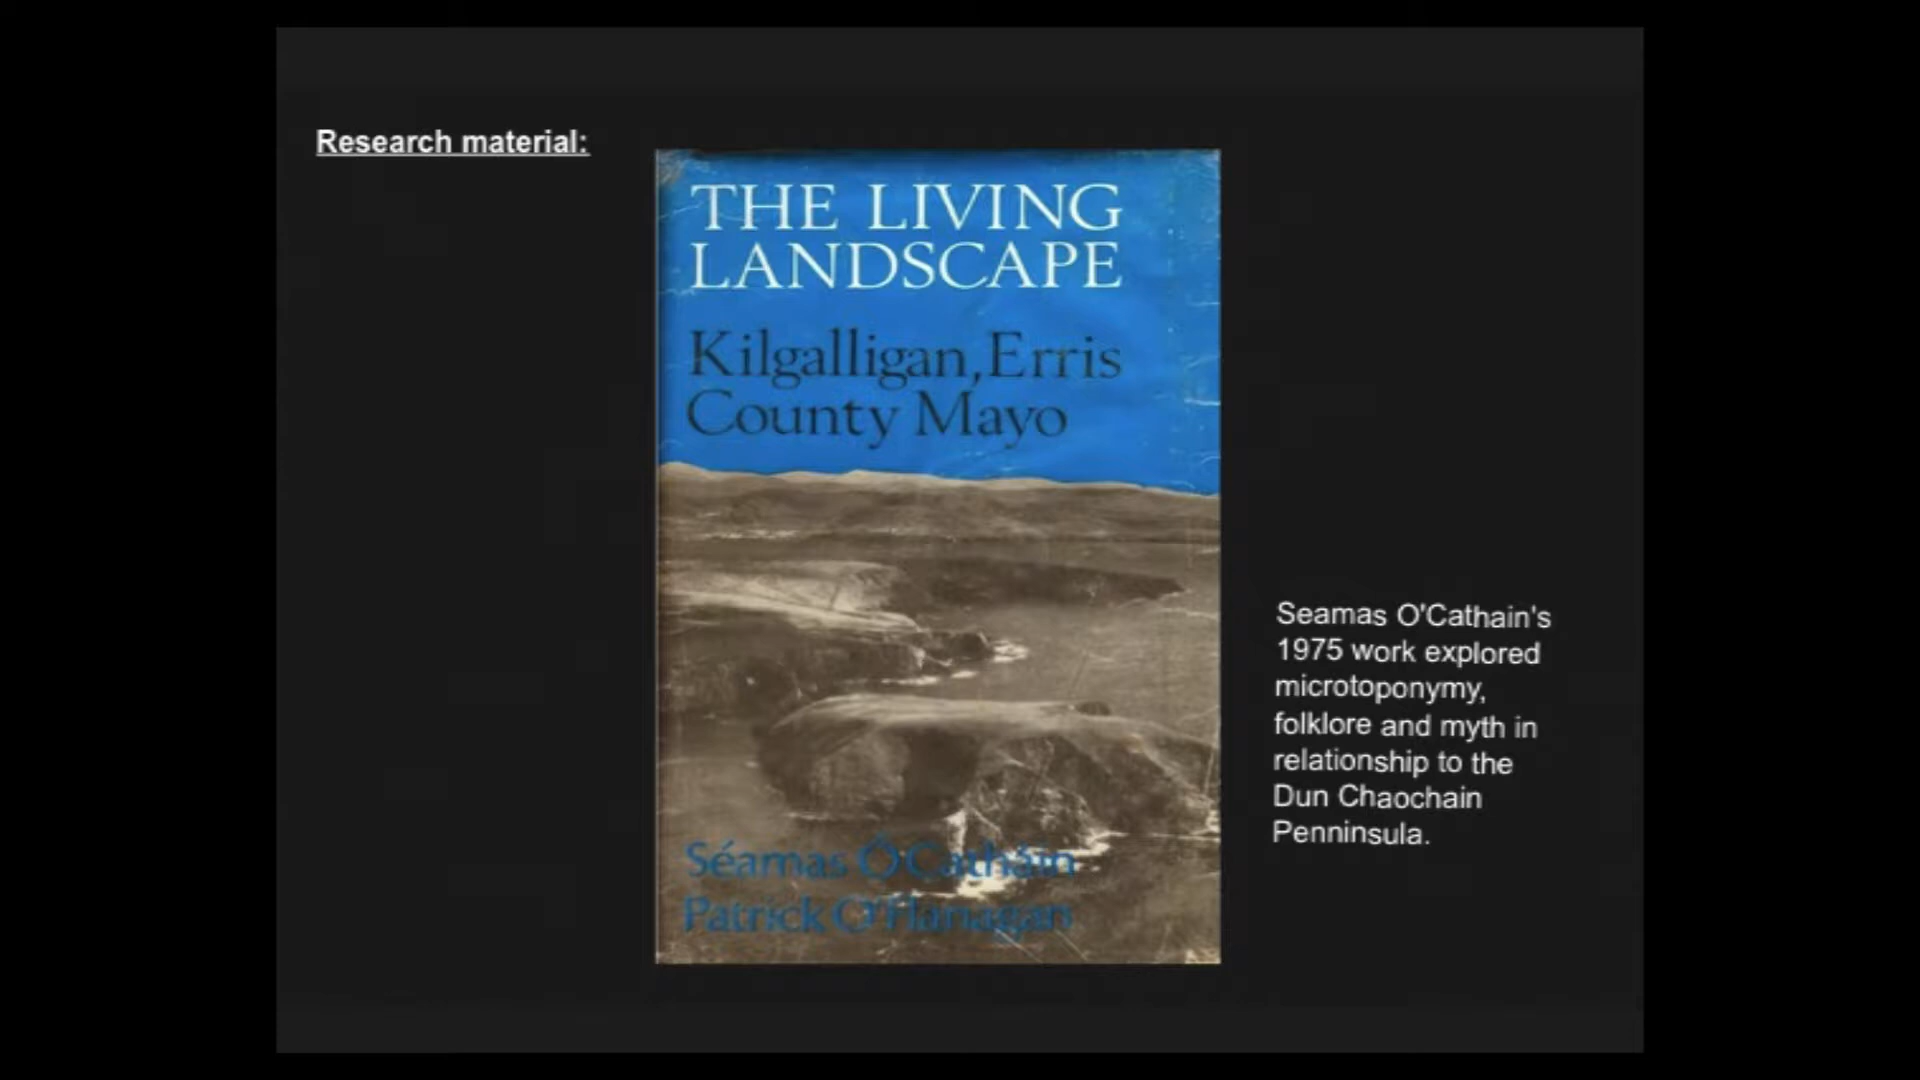 Research material:
THE LIVING
LANDSCAPE
Kilgalligan, Erris
County Mayo
Séamas Ó Catháin
Patrick O'Flanagan
Seamas O'Cathain's
1975 work explored
microtoponymy,
folklore and myth in
relationship to the
Dun Chaochain
Penninsula.